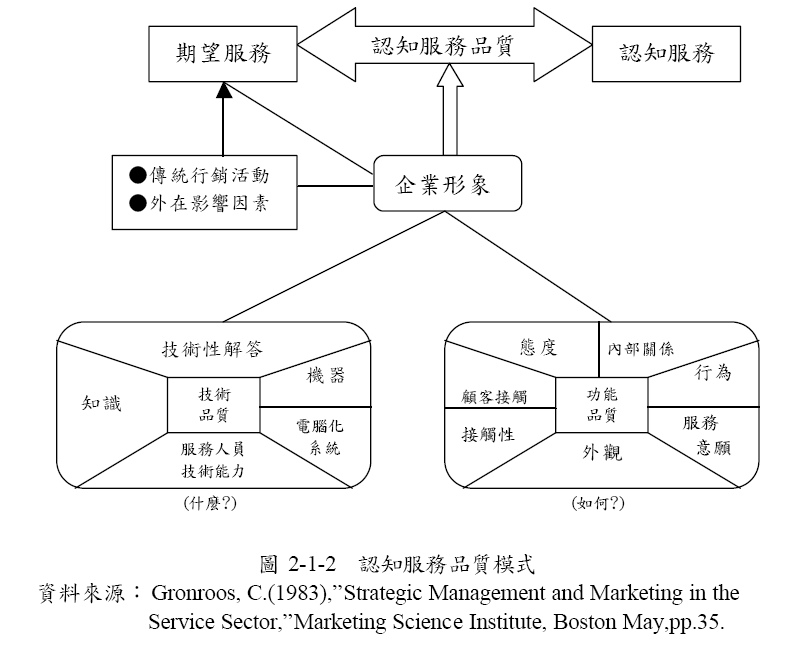 期望服務
認知服務品質
認知服務
●傳統行銷活動
●外在影響因素
企業形象
技術性解答
知識
機器
技術
品質
電腦化
系統
服務人員
技術能力
(什麼?)
態度
內部關係
行為
顧客接觸
功能
品質
接觸性
服務
意願
外觀
(如何?)
圖 2-1-2 認知服務品質模式
資料來源：Gronroos, C.(1983),”Strategic Management and Marketing in the
Service Sector,”Marketing Science Institute, Boston May,pp.35.